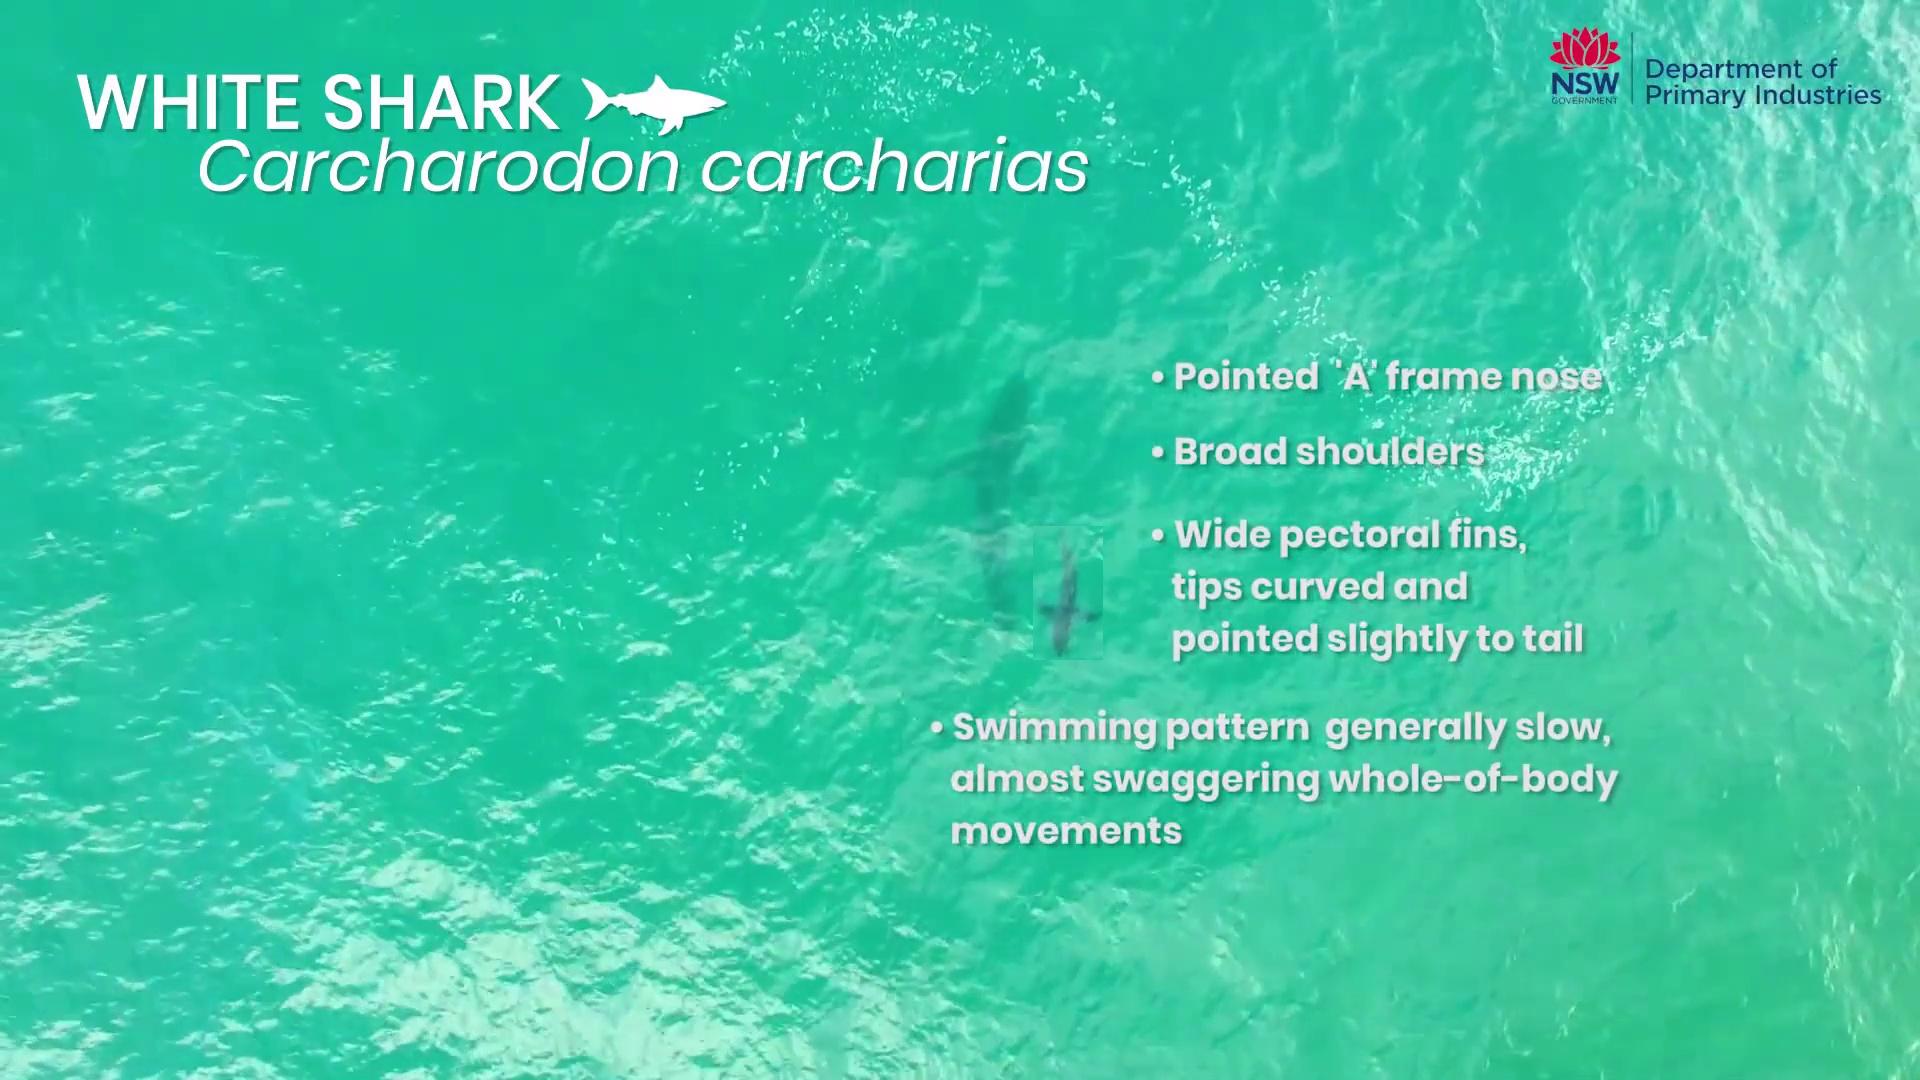 WHITE SHARK
Carcharodon carcharias
NSW
GOVERNMENT
Department of
Primary Industries
• Pointed 'A' frame nose
• Broad shoulders
• Wide pectoral fins,
tips curved and
pointed slightly to tail
• Swimming pattern generally slow,
almost swaggering whole-of-body
movements